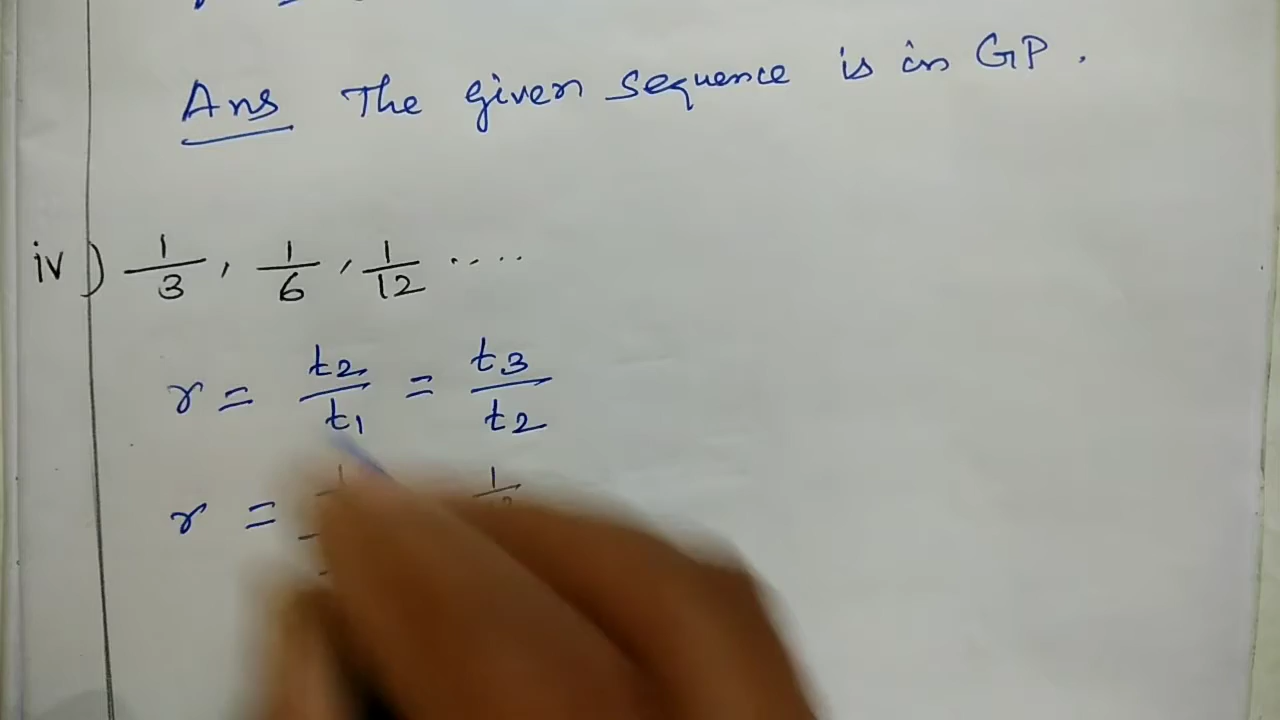 Ans The given sequence is in GP.
iv) 1/3, 1/6, 1/12 ....
r = t2/t1 = t3/t2
r =